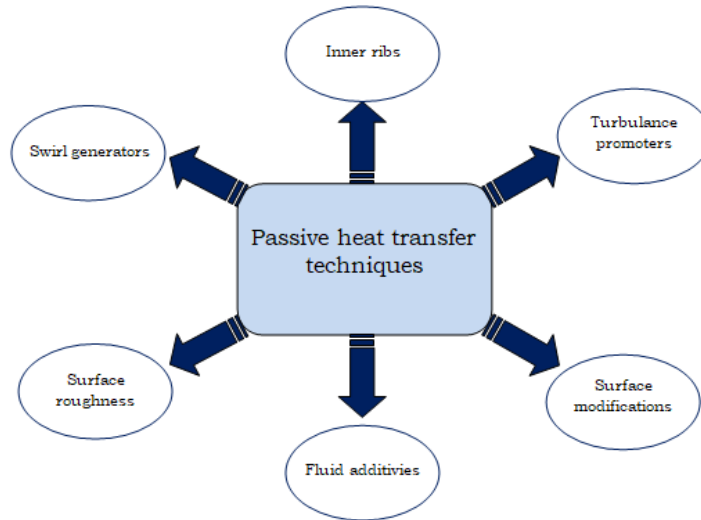 Inner ribs
Turbulance
promoters
Swirl generators
Passive heat transfer
techniques
Surface
roughness
Surface
modifications
Fluid additivies